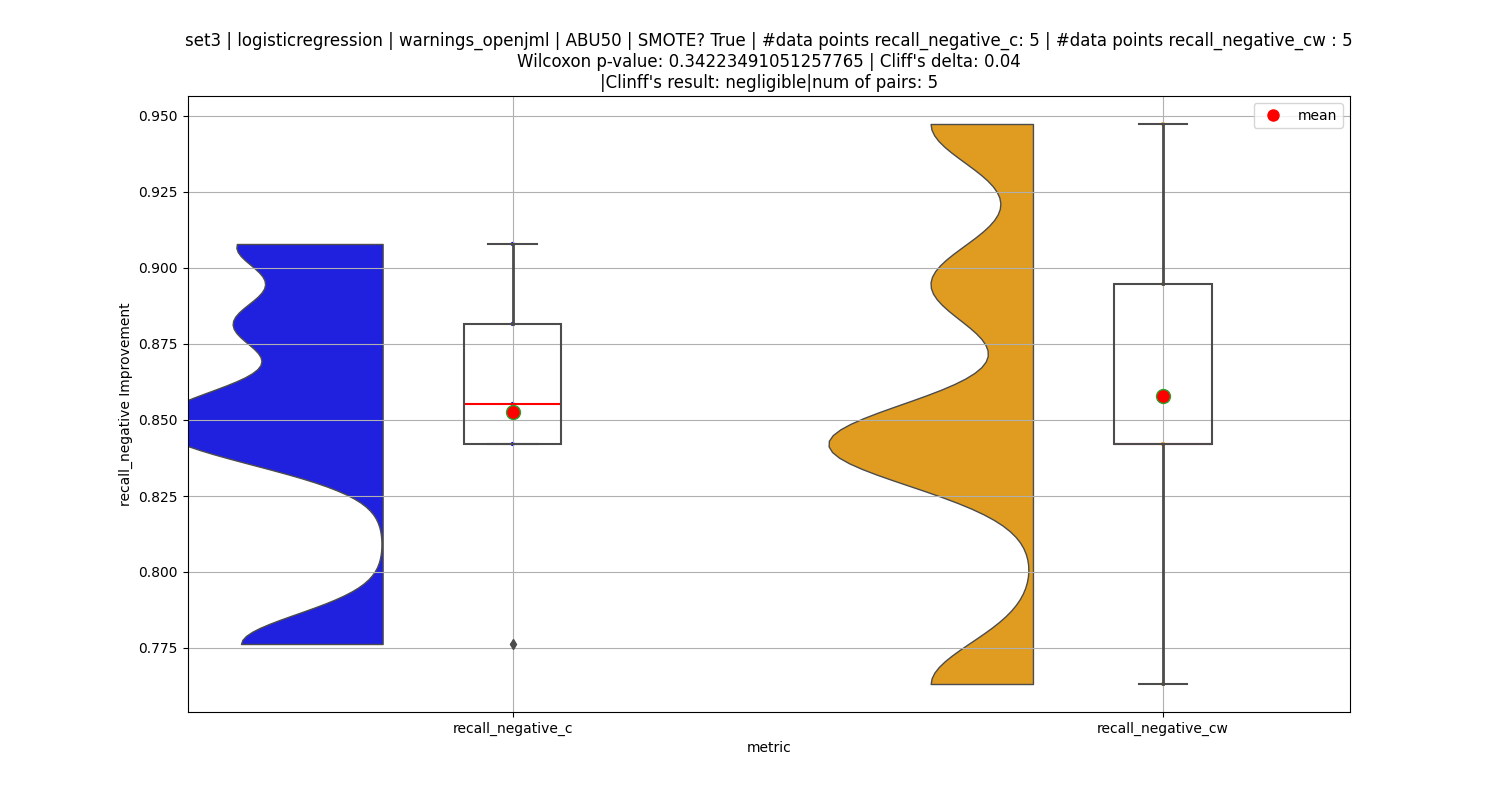 set3 | logisticregression | warnings_openjml | ABU50 | SMOTE? True | #data points recall_negative_c: 5 | #data points recall_negative_cw : 5
Wilcoxon p-value: 0.34223491051257765 | Cliff's delta: 0.04
|Clinff's result: negligible|num of pairs: 5
mean
0.950
0.925
0.900
0.875
0.850
0.825
0.800
0.775
recall_negative Improvement
recall_negative_c
recall_negative_cw
metric